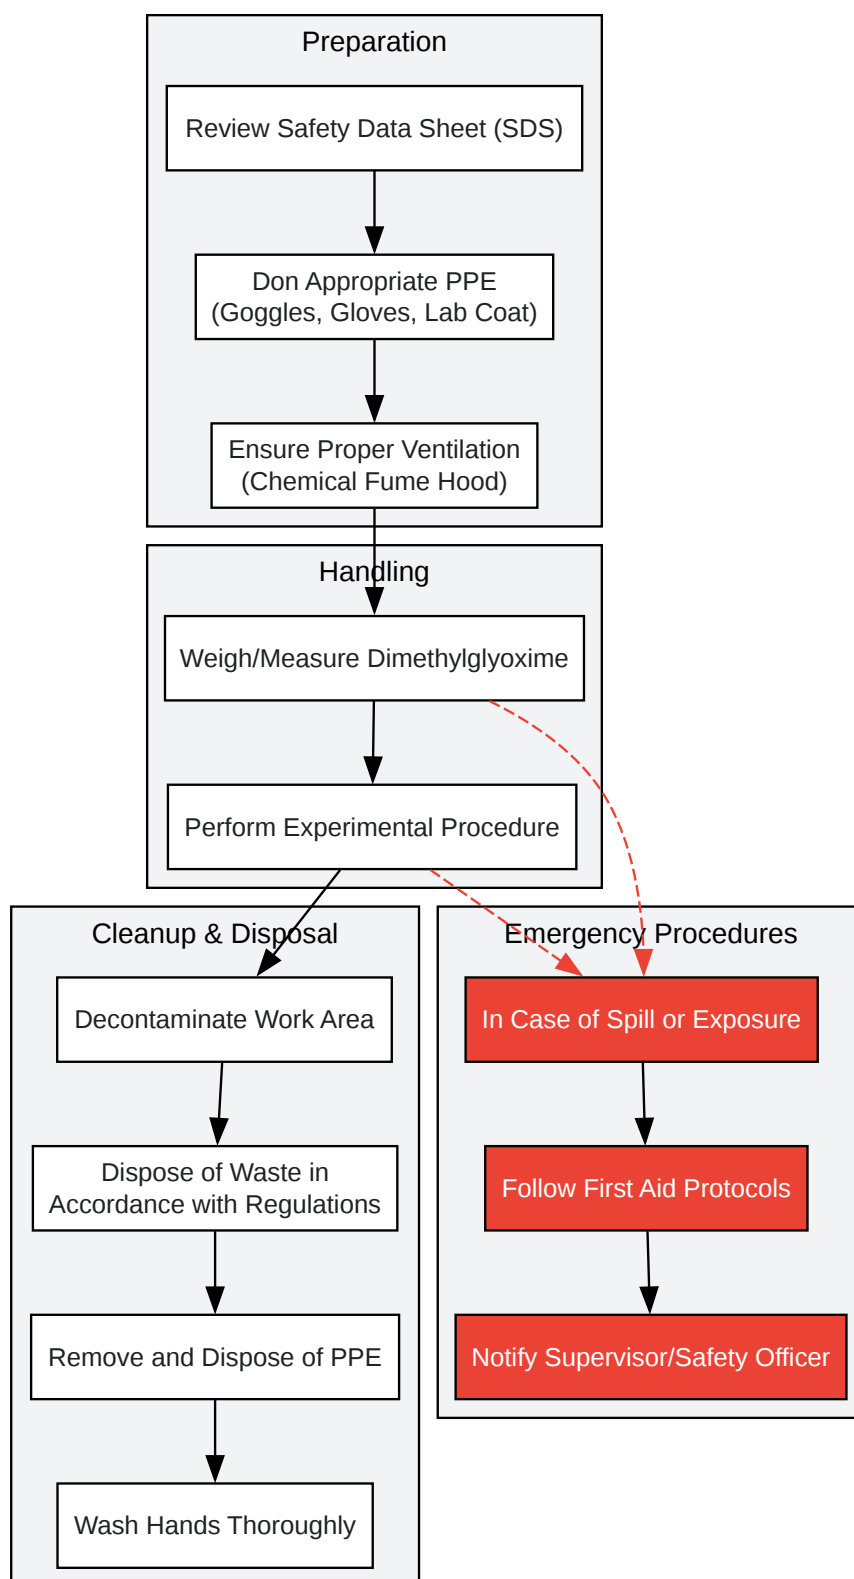 Preparation
Review Safety Data Sheet (SDS)
Don Appropriate PPE
(Goggles, Gloves, Lab Coat)
Ensure Proper Ventilation
(Chemical Fume Hood)
Handling
Weigh/Measure Dimethylglyoxime
Perform Experimental Procedure
Cleanup & Disposal
Decontaminate Work Area
Dispose of Waste in
Accordance with Regulations
Remove and Dispose of PPE
Wash Hands Thoroughly
Emergency Procedures
In Case of Spill or Exposure
Follow First Aid Protocols
Notify Supervisor/Safety Officer